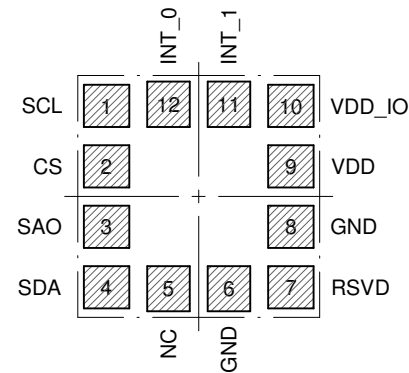 INT_0 INT_1
SCL 1 12 11 10 VDD_IO
CS 2 9 VDD
SAO 3 8 GND
SDA 4 5 6 7 RSVD
NC GND